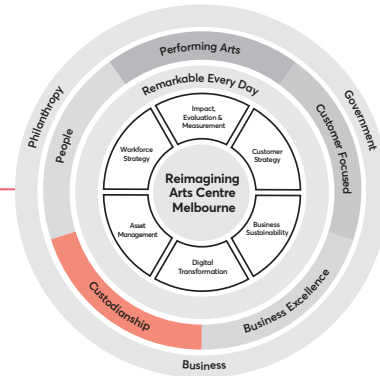 Performing Arts
Remarkable Every Day
Philanthropy
Government
People
Customer Focused
Impact,
Evaluation &
Measurement
Workforce
Strategy
Customer
Strategy
Reimagining
Arts Centre
Melbourne
Asset
Management
Business
Sustainability
Digital
Transformation
Custodianship
Business Excellence
Business